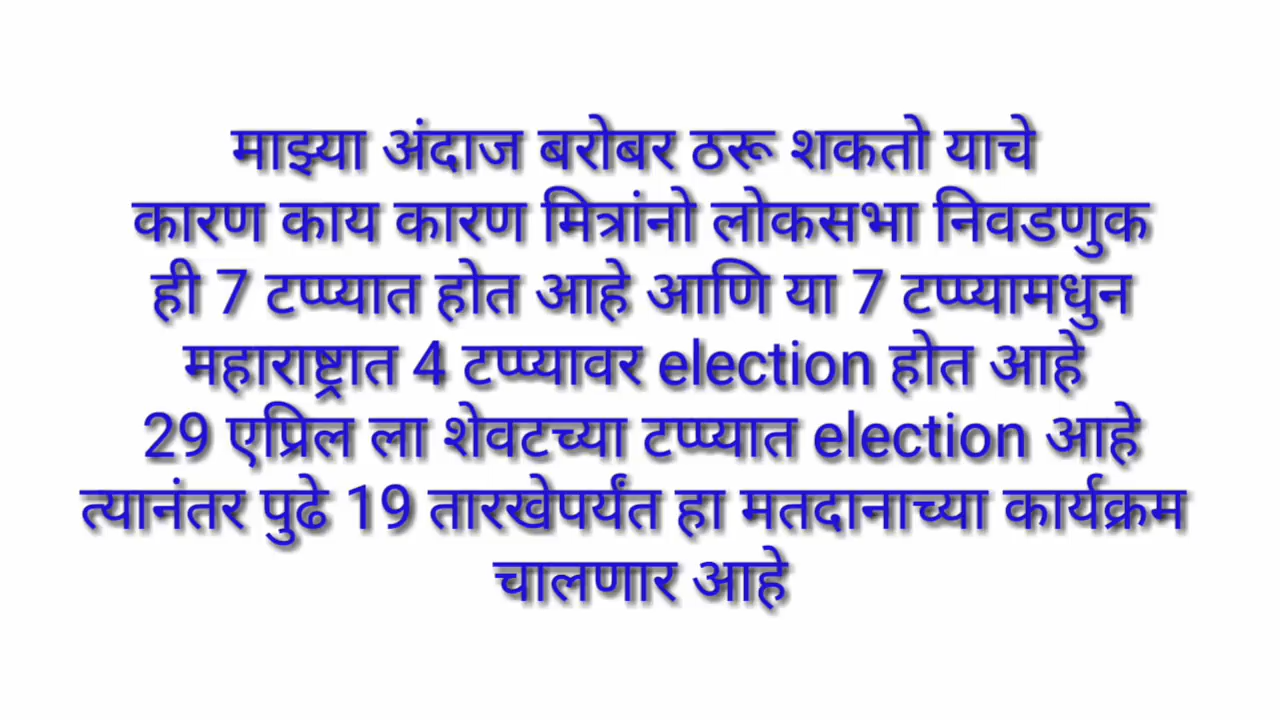 माझ्या अंदाज बरोबर ठरू शकतो याचे
कारण काय कारण मित्रांनो लोकसभा निवडणुक
ही 7 टप्प्यात होत आहे आणि या 7 टप्प्यामधुन
महाराष्ट्रात 4 टप्प्यावर election होत आहे
29 एप्रिल ला शेवटच्या टप्प्यात election आहे
त्यानंतर पुढे 19 तारखेपर्यंत हा मतदानाच्या कार्यक्रम
चालणार आहे